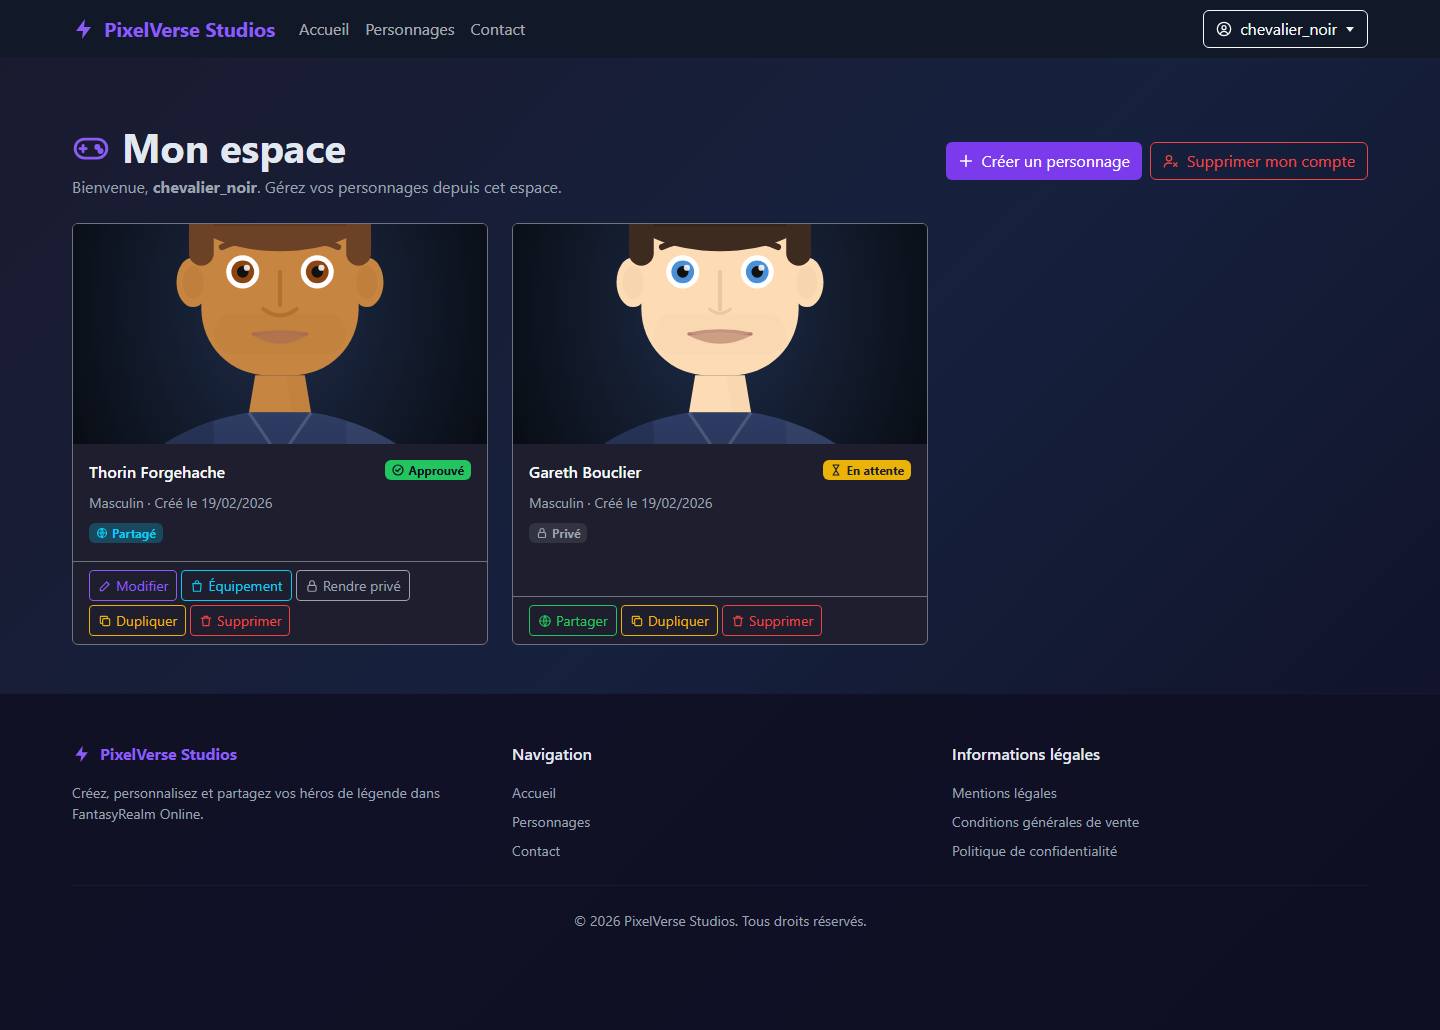 PixelVerse Studios Accueil Personnages Contact chevalier_noir
Mon espace
Bienvenue, chevalier_noir. Gérez vos personnages depuis cet espace.
Créer un personnage Supprimer mon compte
Thorin Forgehache Approuvé
Masculin · Créé le 19/02/2026
Partagé
Modifier Équipement Rendre privé
Dupliquer Supprimer
Gareth Bouclier En attente
Masculin · Créé le 19/02/2026
Privé
Partager Dupliquer Supprimer
PixelVerse Studios
Créez, personnalisez et partagez vos héros de légende dans
FantasyRealm Online.
Navigation
Accueil
Personnages
Contact
Informations légales
Mentions légales
Conditions générales de vente
Politique de confidentialité
© 2026 PixelVerse Studios. Tous droits réservés.